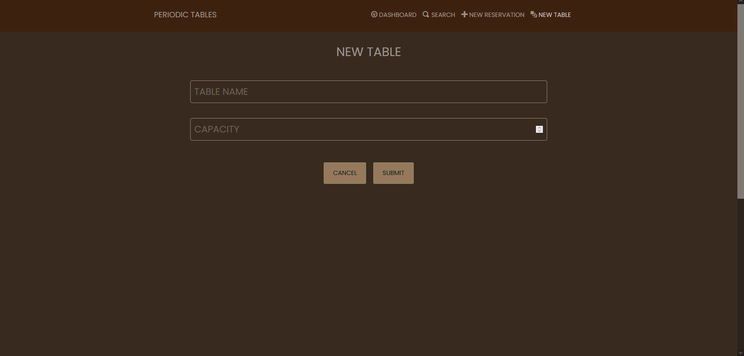 PERIODIC TABLES
DASHBOARD SEARCH NEW RESERVATION NEW TABLE
NEW TABLE
TABLE NAME
CAPACITY
CANCEL SUBMIT